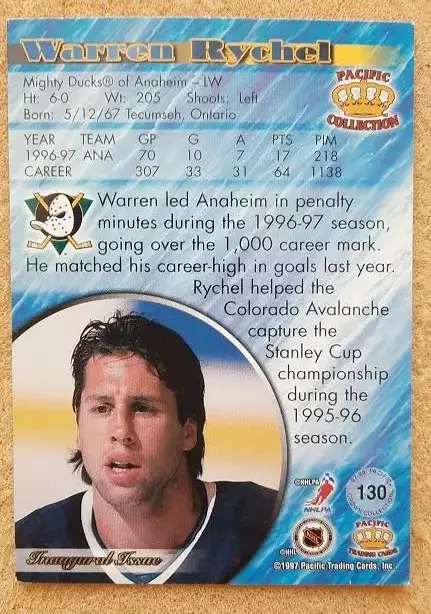 Warren Rychel
Mighty Ducks® of Anaheim – LW
Ht: 6-0 Wt: 205 Shoots: Left
Born: 5/12/67 Tecumseh, Ontario
PACIFIC
COLLECTION
YEAR TEAM GP G A PTS PIM
1996-97 ANA 70 10 7 17 218
CAREER 307 33 31 64 1138
Warren led Anaheim in penalty
minutes during the 1996-97 season,
going over the 1,000 career mark.
He matched his career-high in goals last year.
Rychel helped the
Colorado Avalanche
capture the
Stanley Cup
championship
during the
1995-96
season.
©NHLPA
NHLPA
130
PACIFIC
TRADING CARDS
©NHL
NHL
Inaugural Issue
©1997 Pacific Trading Cards, Inc.